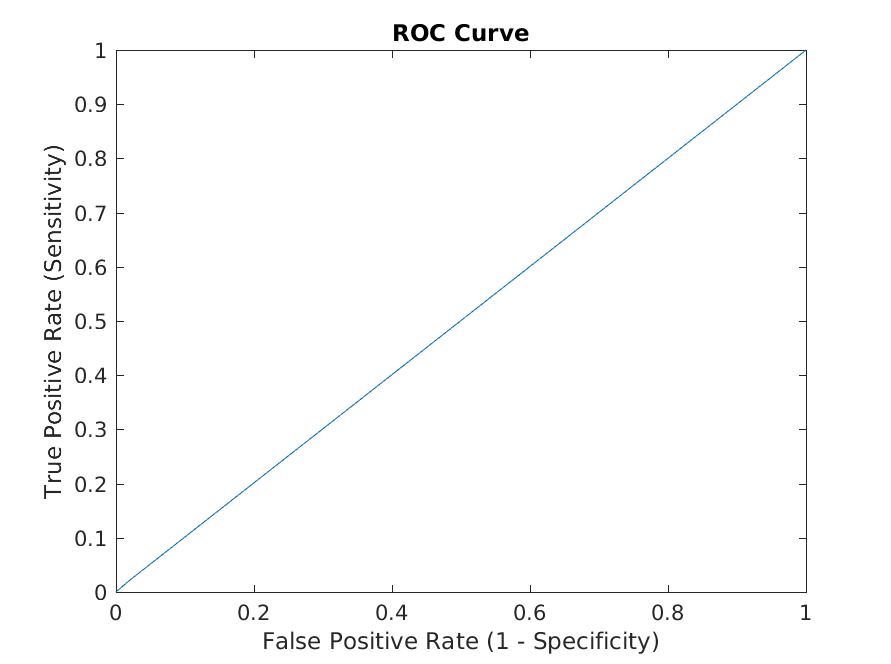 ROC Curve
True Positive Rate (Sensitivity)
1
0.9
0.8
0.7
0.6
0.5
0.4
0.3
0.2
0.1
0
0 0.2 0.4 0.6 0.8 1
False Positive Rate (1 - Specificity)